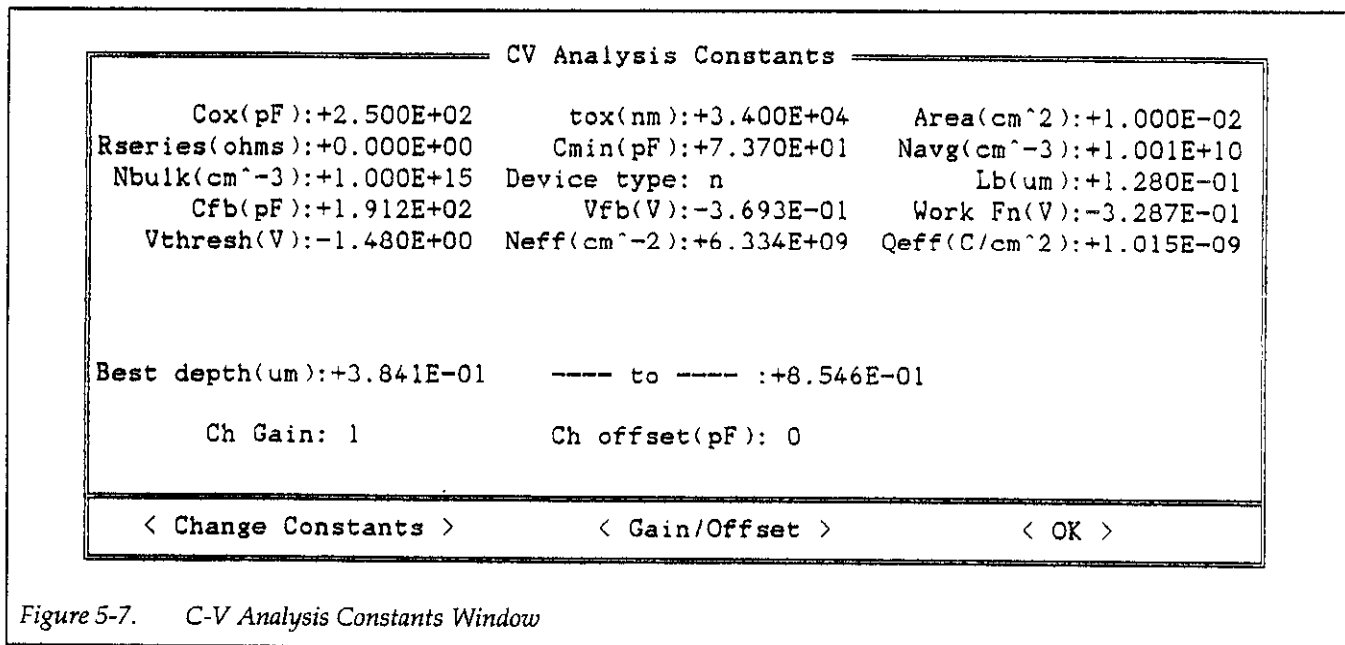 CV Analysis Constants
Cox(pF):+2.500E+02 tox(nm):+3.400E+04 Area(cm^2):+1.000E-02
Rseries(ohms):+0.000E+00 Cmin(pF):+7.370E+01 Navg(cm^-3):+1.001E+10
Nbulk(cm^-3):+1.000E+15 Device type: n Lb(um):+1.280E-01
Cfb(pF):+1.912E+02 Vfb(V):-3.693E-01 Work Fn(V):-3.287E-01
Vthresh(V):-1.480E+00 Neff(cm^-2):+6.334E+09 Qeff(C/cm^2):+1.015E-09
Best depth(um):+3.841E-01 ---- to ---- :+8.546E-01
Ch Gain: 1 Ch offset(pF): 0
< Change Constants > < Gain/Offset > < OK >
Figure 5-7. C-V Analysis Constants Window